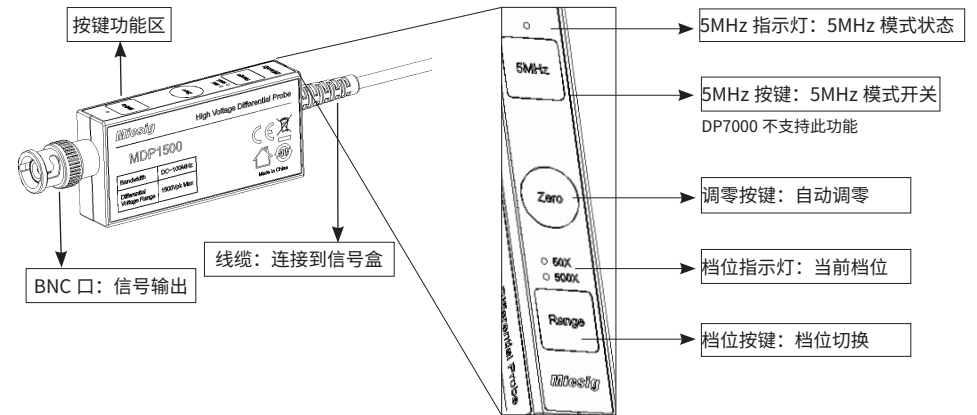 按键功能区
5MHz 指示灯：5MHz 模式状态
5MHz
5MHz 按键：5MHz 模式开关
DP7000 不支持此功能
High Voltage Differential Probe
Micsig
MDP1500
Bandwidth DC~100MHz
Differential Voltage Range 1500Vpk Max
Made in China
Zero
调零按键：自动调零
线缆：连接到信号盒
BNC 口：信号输出
50X
500X
档位指示灯：当前档位
Range
档位按键：档位切换
Micsig
Differential Probe